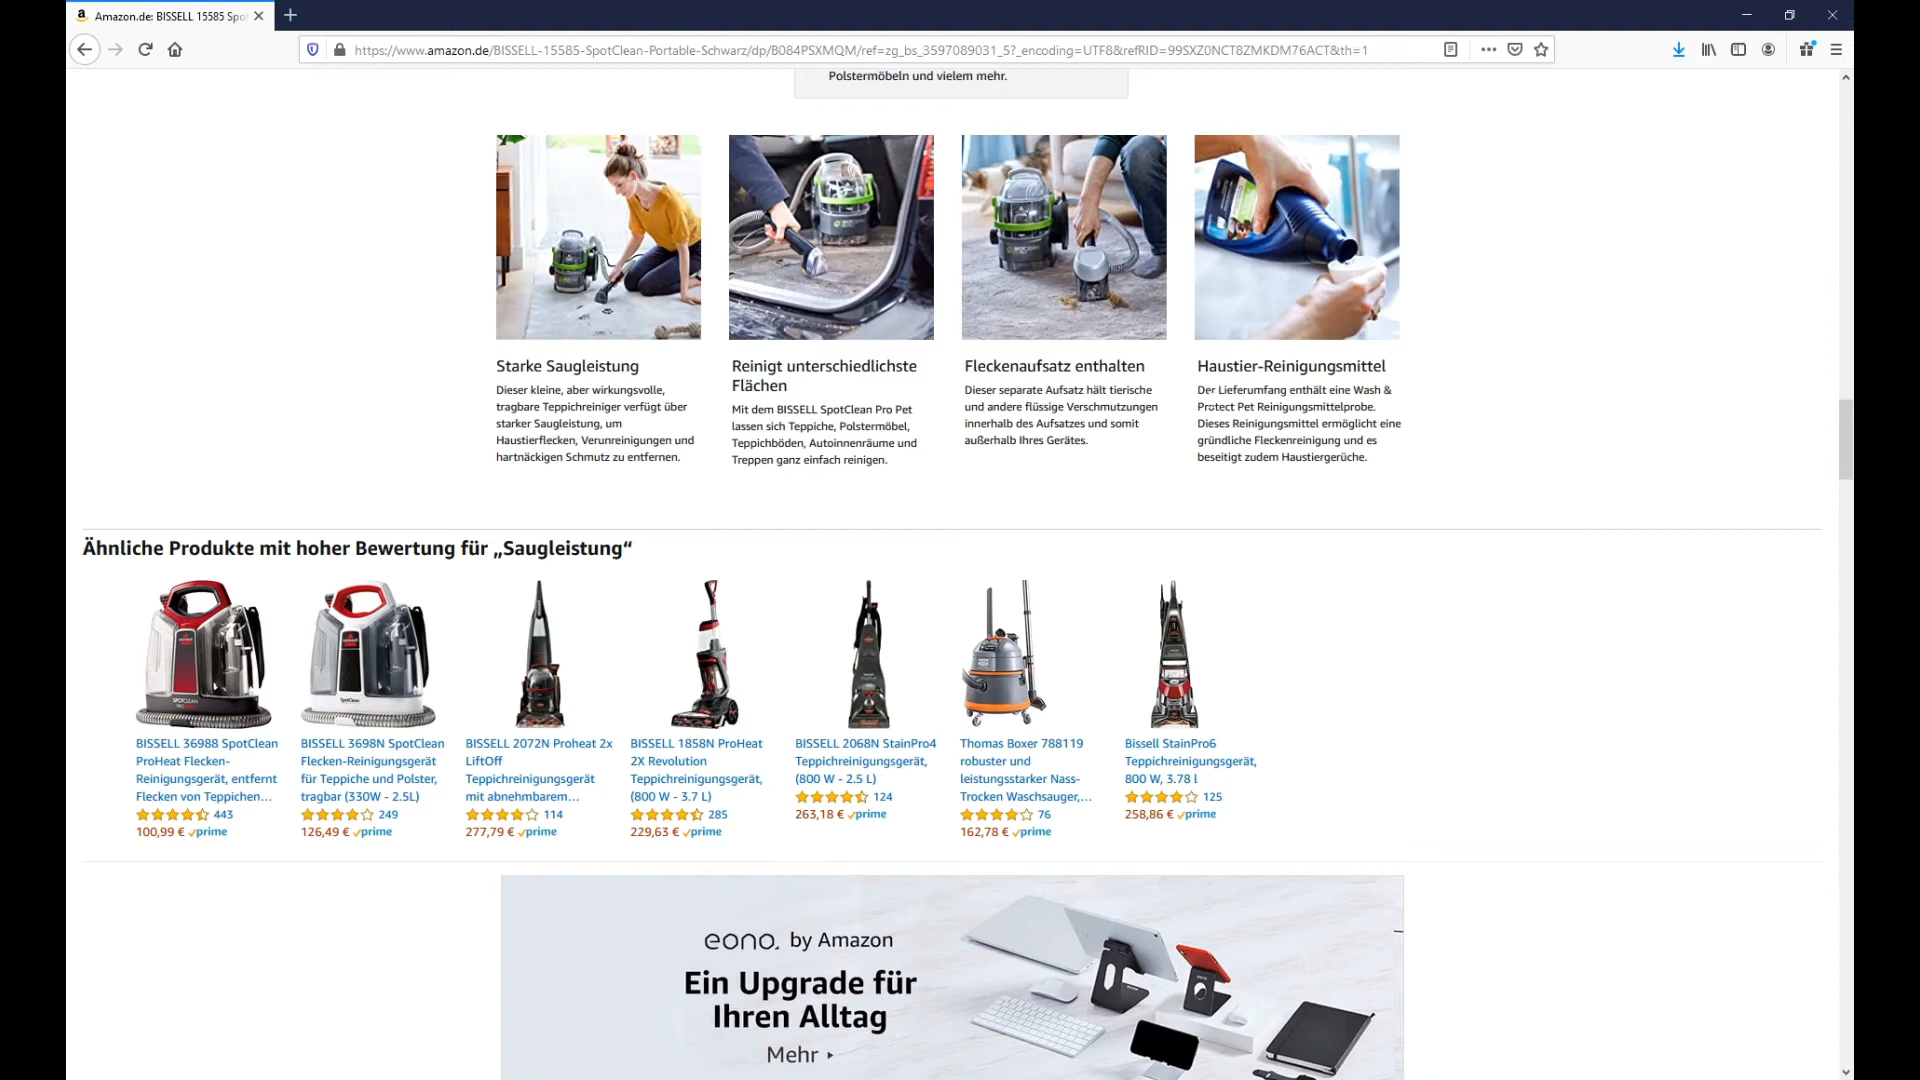 Amazon.de: BISSELL 15585 Spot
https://www.amazon.de/BISSELL-15585-SpotClean-Portable-Schwarz/dp/B084PSXMQM/ref=zg_bs_3597089031_5?_encoding=UTF8&refRID=99SXZ0NCT8ZMKDM76ACT&th=1
Polstermöbeln und vielem mehr.
Starke Saugleistung
Dieser kleine, aber wirkungsvolle,
tragbare Teppichreiniger verfügt über
starker Saugleistung, um
Haustierflecken, Verunreinigungen und
hartnäckigen Schmutz zu entfernen.
Reinigt unterschiedlichste
Flächen
Mit dem BISSELL SpotClean Pro Pet
lassen sich Teppiche, Polstermöbel,
Teppichböden, Autoinnenräume und
Treppen ganz einfach reinigen.
Fleckenaufsatz enthalten
Dieser separate Aufsatz hält tierische
und andere flüssige Verschmutzungen
innerhalb des Aufsatzes und somit
außerhalb Ihres Gerätes.
Haustier-Reinigungsmittel
Der Lieferumfang enthält eine Wash &
Protect Pet Reinigungsmittelprobe.
Dieses Reinigungsmittel ermöglicht eine
gründliche Fleckenreinigung und es
beseitigt zudem Haustiergerüche.
Ähnliche Produkte mit hoher Bewertung für „Saugleistung“
BISSELL 36988 SpotClean
ProHeat Flecken-
Reinigungsgerät, entfernt
Flecken von Teppichen...
443
100,99 € prime
BISSELL 3698N SpotClean
Flecken-Reinigungsgerät
für Teppiche und Polster,
tragbar (330W - 2.5L)
249
126,49 € prime
BISSELL 2072N Proheat 2x
LiftOff
Teppichreinigungsgerät
mit abnehmbarem...
114
277,79 € prime
BISSELL 1858N ProHeat
2X Revolution
Teppichreinigungsgerät,
(800 W - 3.7 L)
285
229,63 € prime
BISSELL 2068N StainPro4
Teppichreinigungsgerät,
(800 W - 2.5 L)
124
263,18 € prime
Thomas Boxer 788119
robuster und
leistungsstarker Nass-
Trocken Waschsauger,...
76
162,78 € prime
Bissell StainPro6
Teppichreinigungsgerät,
800 W, 3.78 l
125
258,86 € prime
eono. by Amazon
Ein Upgrade für
Ihren Alltag
Mehr